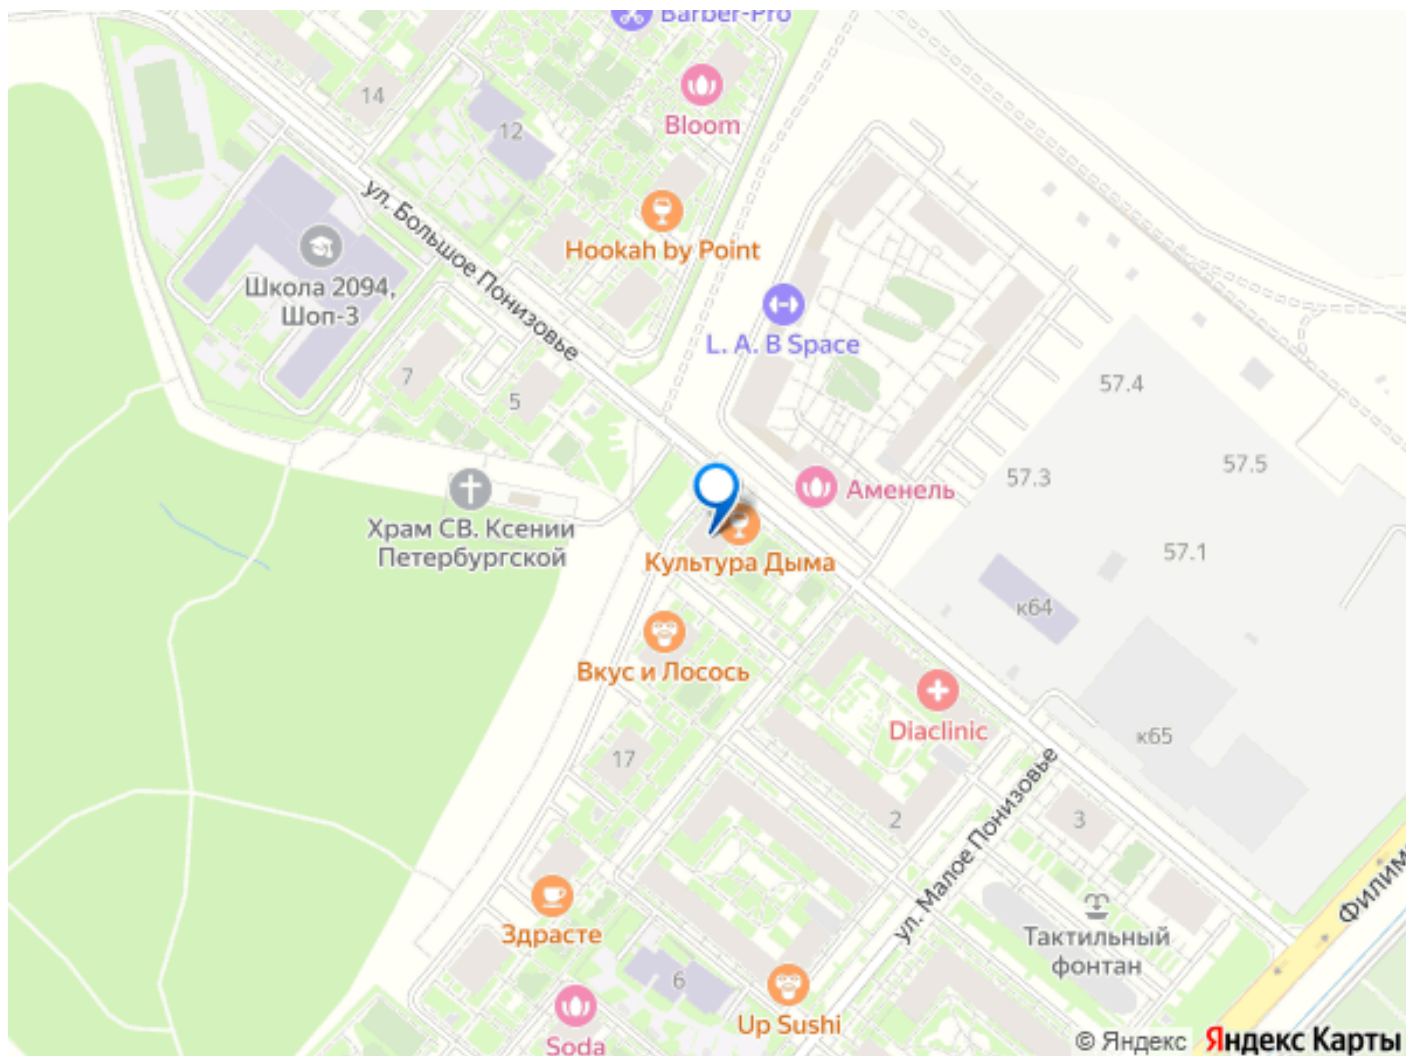 Barber-Pro
14
Bloom
12
ул. Большое Понизовье
Hookah by Point
Школа 2094,
Шоп-3
L. A. B Space
7
5
57.4
57.5
57.3
Аменель
Храм СВ. Ксении
Петербургской
57.1
Культура Дыма
к64
Вкус и Лосось
Diaclinic
к65
17
2
3
ул. Малое Понизовье
Здрасте
Тактильный
фонтан
6
Up Sushi
Soda
© Яндекс Яндекс Карты